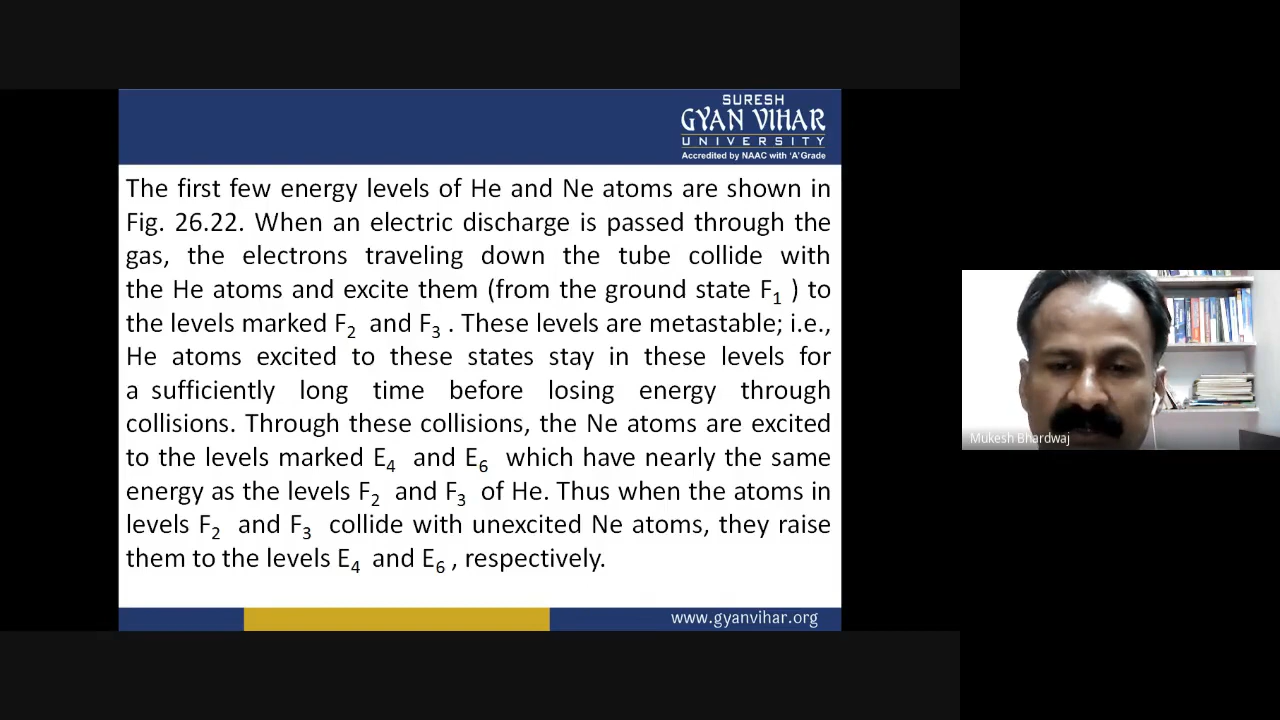 SURESH
GYAN VIHAR
UNIVERSITY
Accredited by NAAC with 'A' Grade
The first few energy levels of He and Ne atoms are shown in
Fig. 26.22. When an electric discharge is passed through the
gas, the electrons traveling down the tube collide with
the He atoms and excite them (from the ground state F₁ ) to
the levels marked F₂ and F₃ . These levels are metastable; i.e.,
He atoms excited to these states stay in these levels for
a sufficiently long time before losing energy through
collisions. Through these collisions, the Ne atoms are excited
to the levels marked E₄ and E₆ which have nearly the same
energy as the levels F₂ and F₃ of He. Thus when the atoms in
levels F₂ and F₃ collide with unexcited Ne atoms, they raise
them to the levels E₄ and E₆ , respectively.
www.gyanvihar.org
Mukesh Bhardwaj